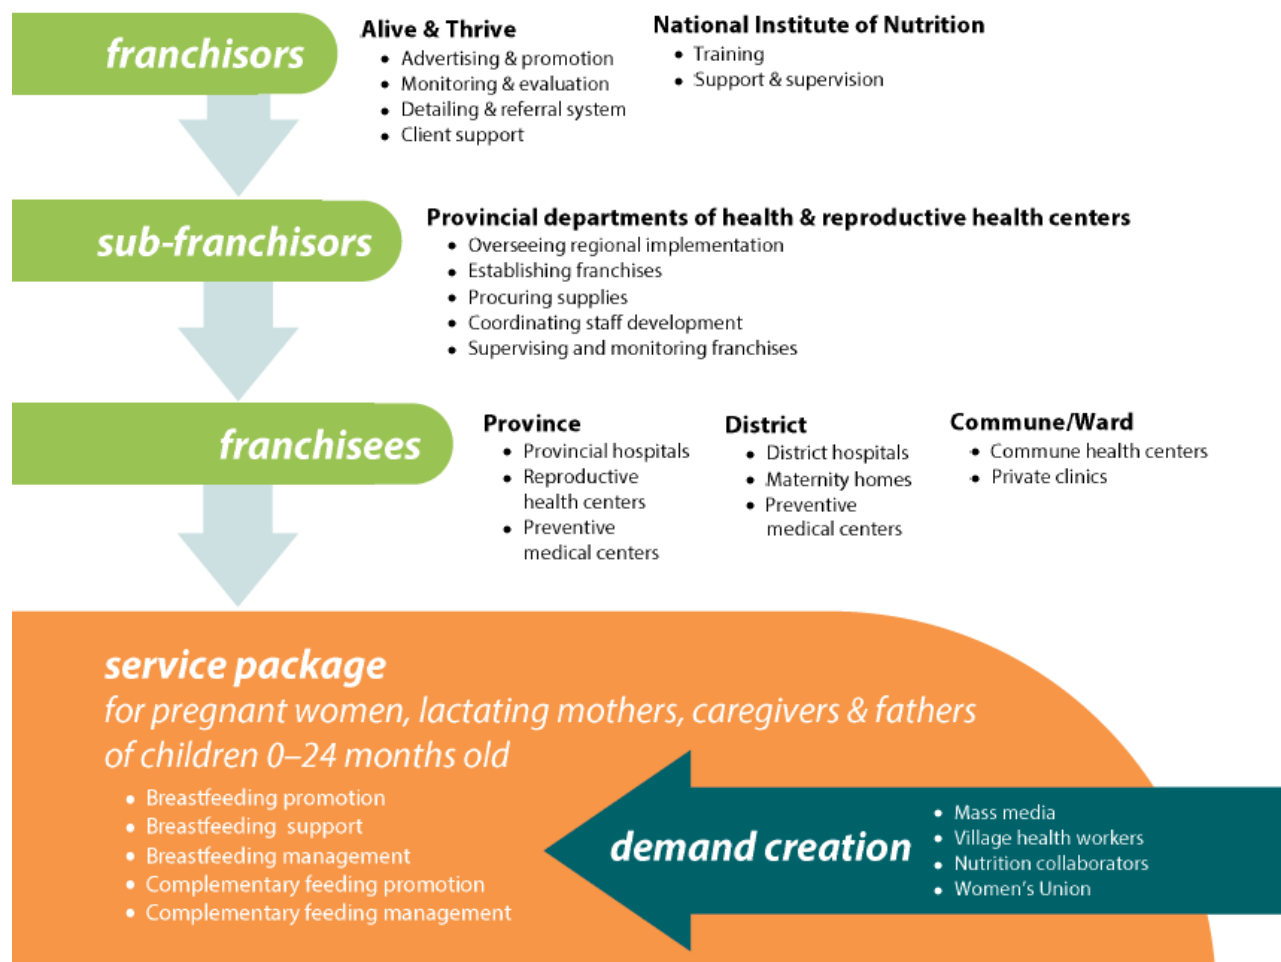 franchisors
Alive & Thrive
• Advertising & promotion
• Monitoring & evaluation
• Detailing & referral system
• Client support
National Institute of Nutrition
• Training
• Support & supervision
sub-franchisors
Provincial departments of health & reproductive health centers
• Overseeing regional implementation
• Establishing franchises
• Procuring supplies
• Coordinating staff development
• Supervising and monitoring franchises
franchisees
Province
• Provincial hospitals
• Reproductive
health centers
• Preventive
medical centers
District
• District hospitals
• Maternity homes
• Preventive
medical centers
Commune/Ward
• Commune health centers
• Private clinics
service package
for pregnant women, lactating mothers, caregivers & fathers
of children 0–24 months old
• Breastfeeding promotion
• Breastfeeding support
• Breastfeeding management
• Complementary feeding promotion
• Complementary feeding management
demand creation
• Mass media
• Village health workers
• Nutrition collaborators
• Women's Union